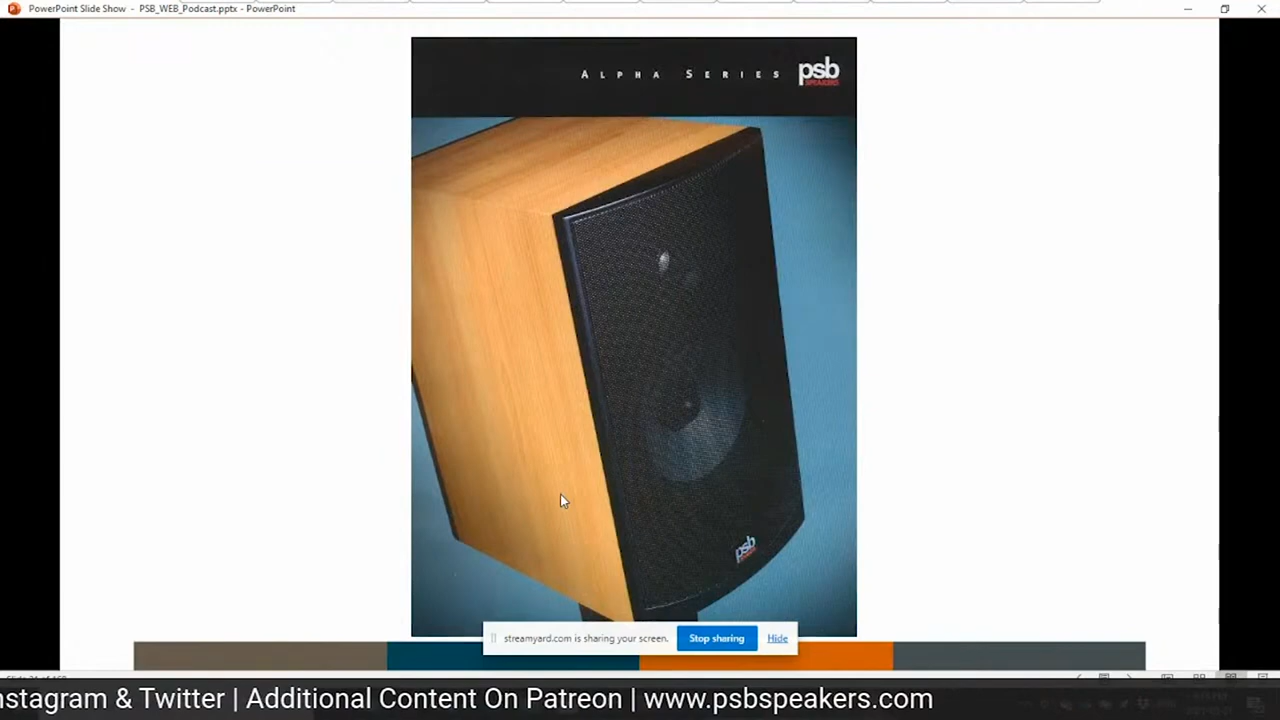 PowerPoint Slide Show - PSB_WEB_Podcast.pptx - PowerPoint
ALPHA SERIES
psb
SPEAKERS
psb
streamyard.com is sharing your screen.
Stop sharing
Hide
nstagram & Twitter | Additional Content On Patreon | www.psbspeakers.com